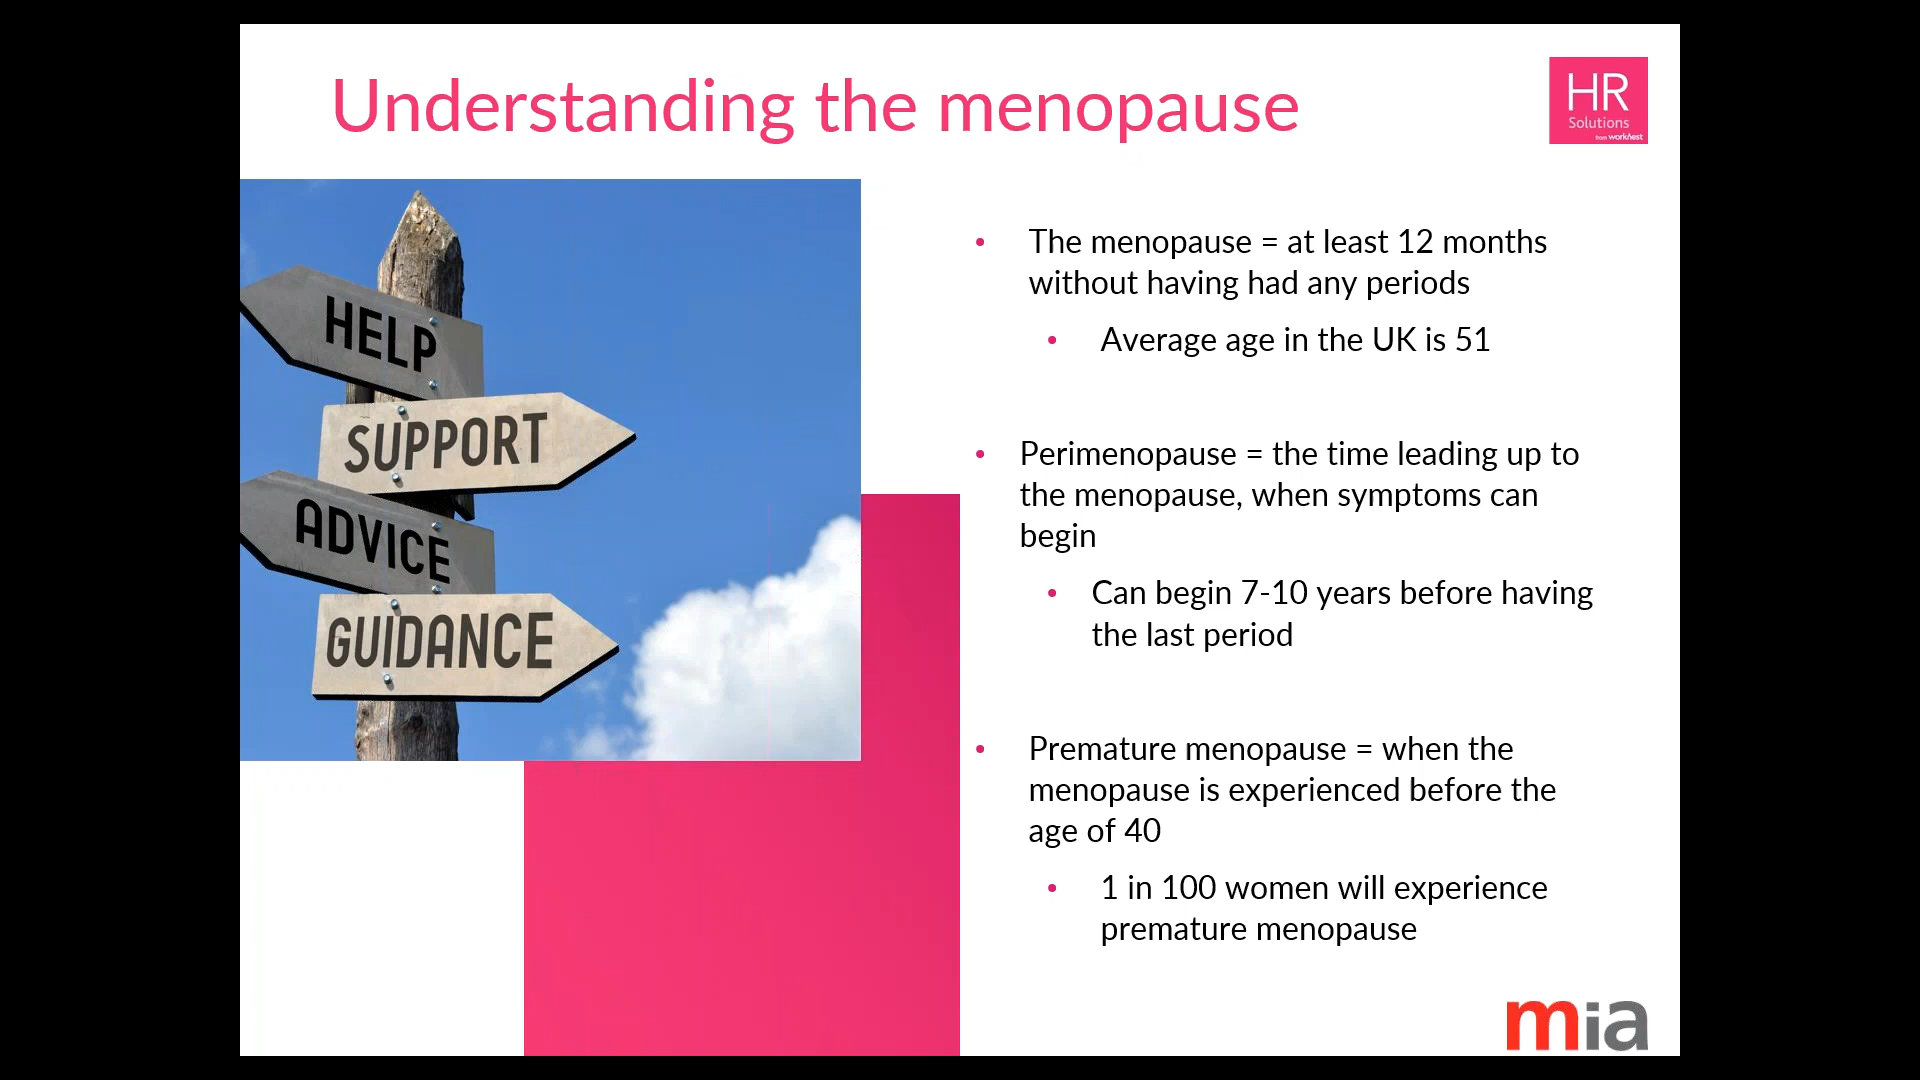 Understanding the menopause
HR
Solutions
from worknest
HELP
SUPPORT
ADVICE
GUIDANCE
• The menopause = at least 12 months
without having had any periods
• Average age in the UK is 51
• Perimenopause = the time leading up to
the menopause, when symptoms can
begin
• Can begin 7-10 years before having
the last period
• Premature menopause = when the
menopause is experienced before the
age of 40
• 1 in 100 women will experience
premature menopause
mia